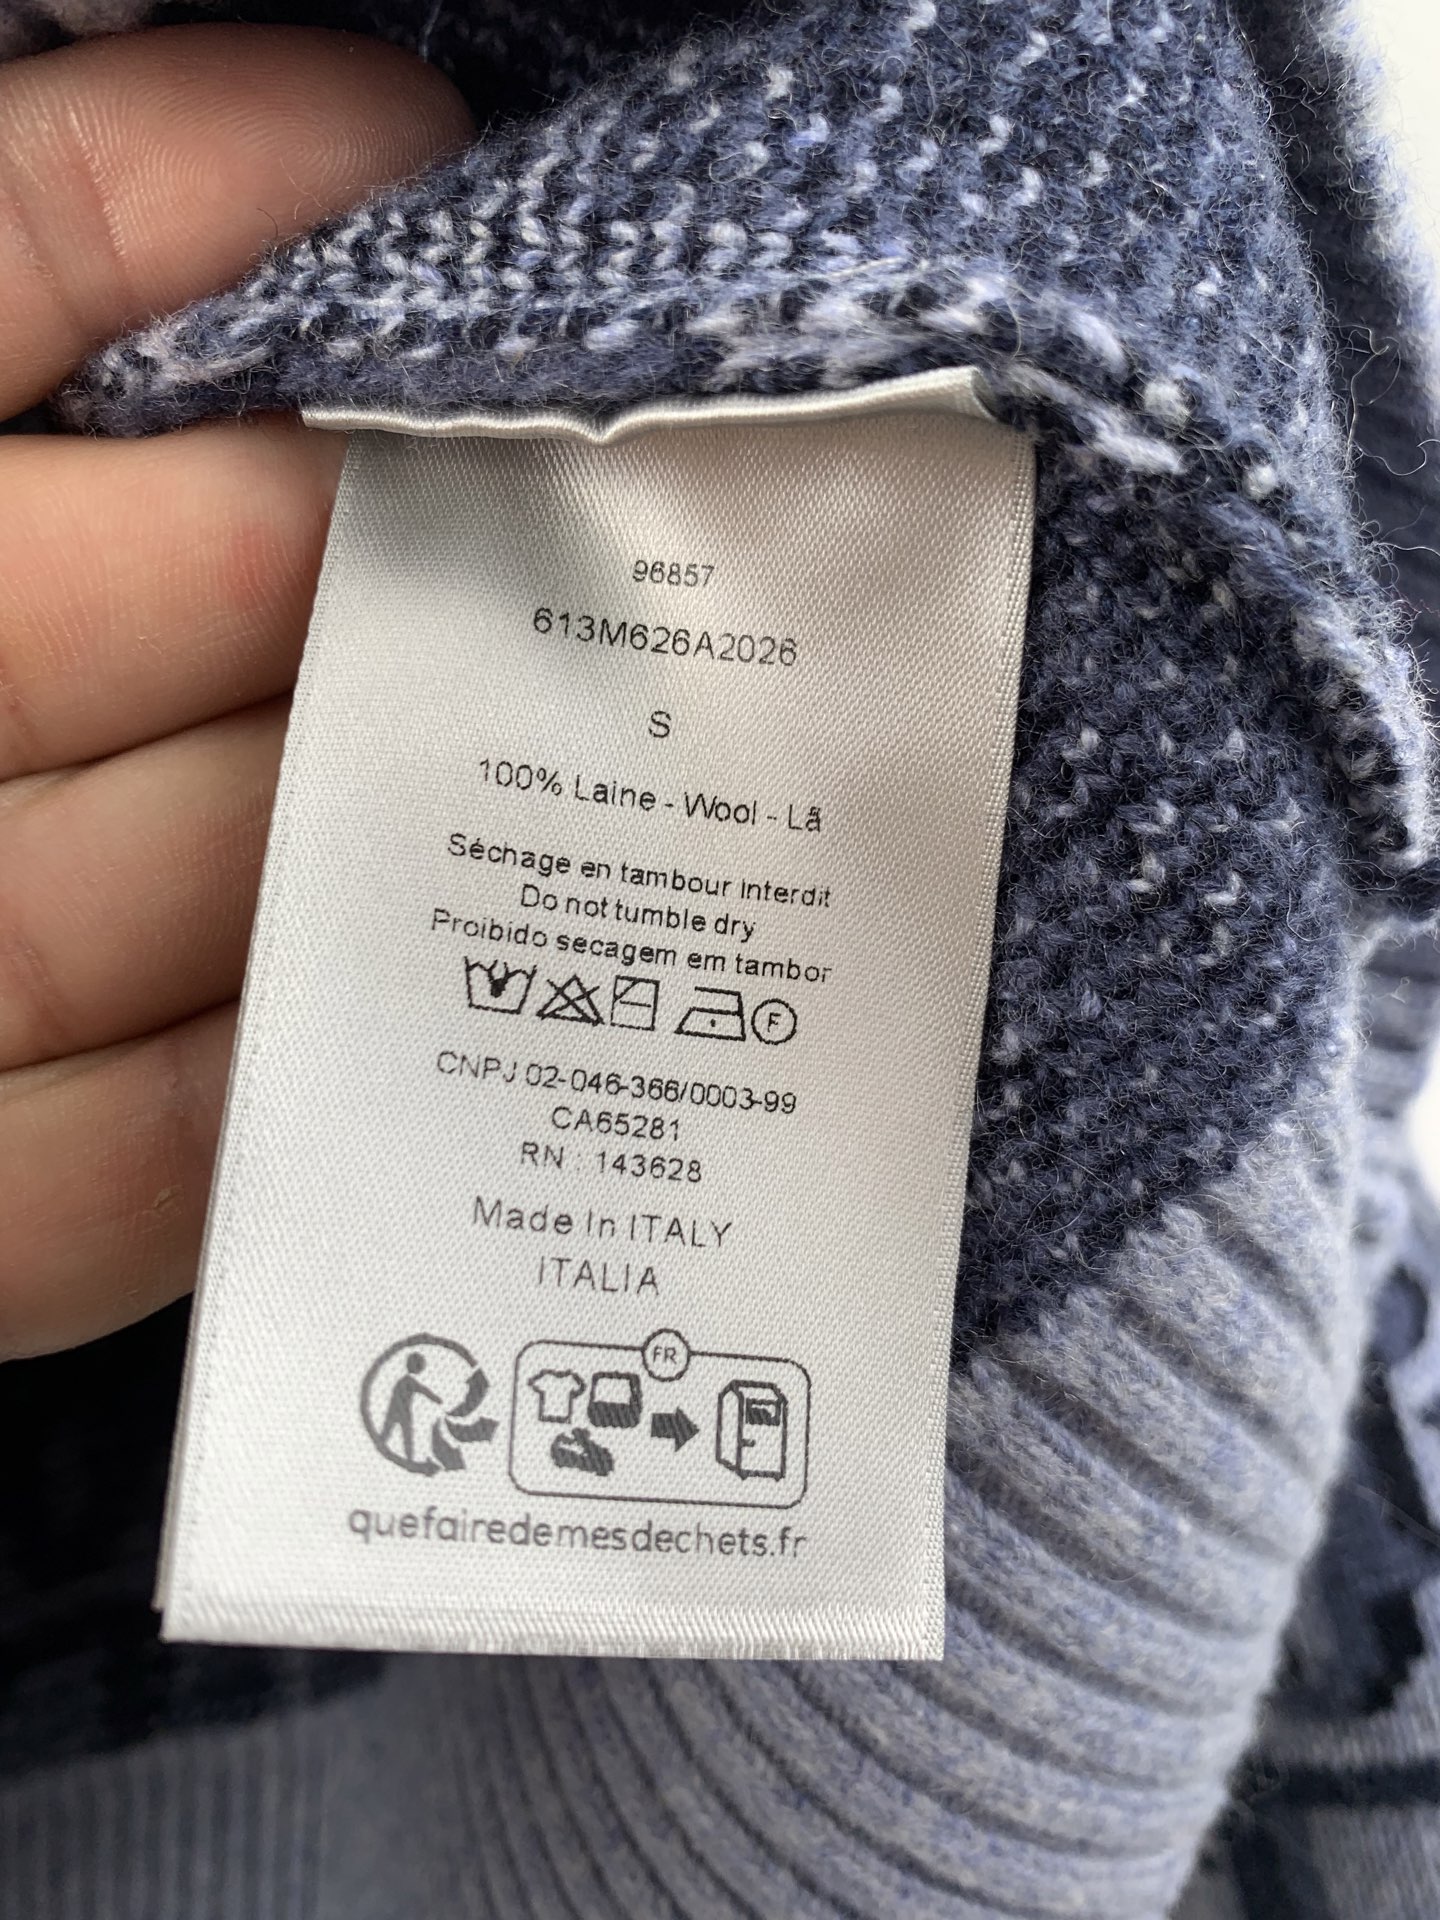 96857
613M626A2026
S
100% Laine - Wool - Lã
Séchage en tambour interdit
Do not tumble dry
Proibido secagem em tambor
F
CNPJ 02-046-366/0003-99
CA65281
RN : 143628
Made In ITALY
ITALIA
FR
quefairedemesdechets.fr